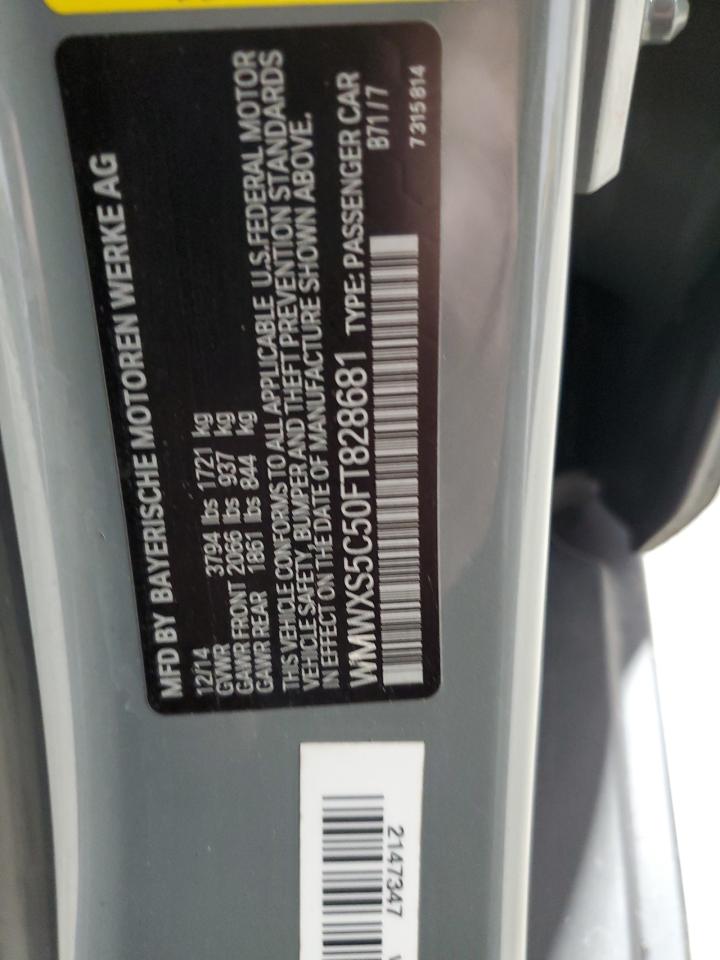 MFD BY BAYERISCHE MOTOREN WERKE AG
12/14
GVWR 3794 lbs 1721 kg
GAWR FRONT 2066 lbs 937 kg
GAWR REAR 1861 lbs 844 kg
THIS VEHICLE CONFORMS TO ALL APPLICABLE U.S.FEDERAL MOTOR
VEHICLE SAFETY, BUMPER AND THEFT PREVENTION STANDARDS
IN EFFECT ON THE DATE OF MANUFACTURE SHOWN ABOVE.
WMWXS5C50FT828681 TYPE: PASSENGER CAR
B71/7
7315814
2147347